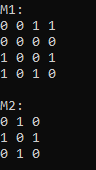 M1:
0 0 1 1
0 0 0 0
1 0 0 1
1 0 1 0
M2:
0 1 0
1 0 1
0 1 0